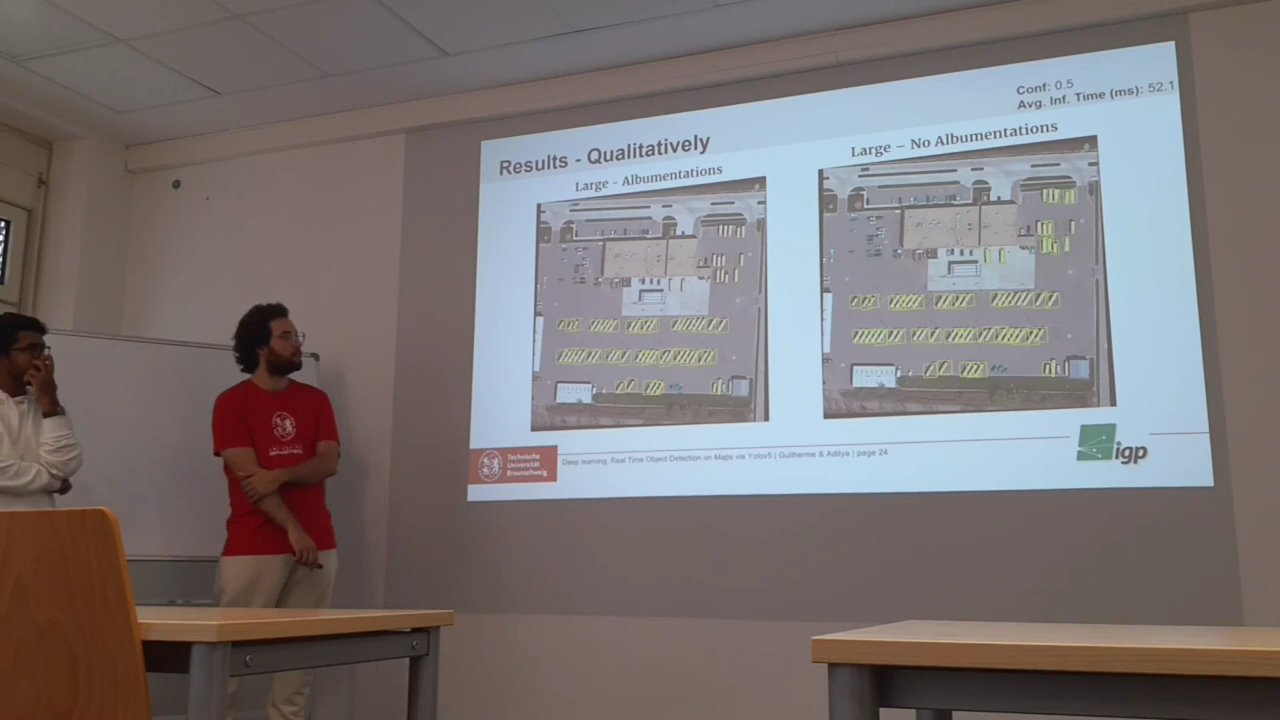 Conf: 0.5
Avg. Inf. Time (ms): 52.1
Results - Qualitatively
Large - Albumentations
Large – No Albumentations
Technische
Universität
Braunschweig
Deep learning, Real Time Object Detection on Maps via Yolov5 | Guilherme & Aditya | page 24
igp